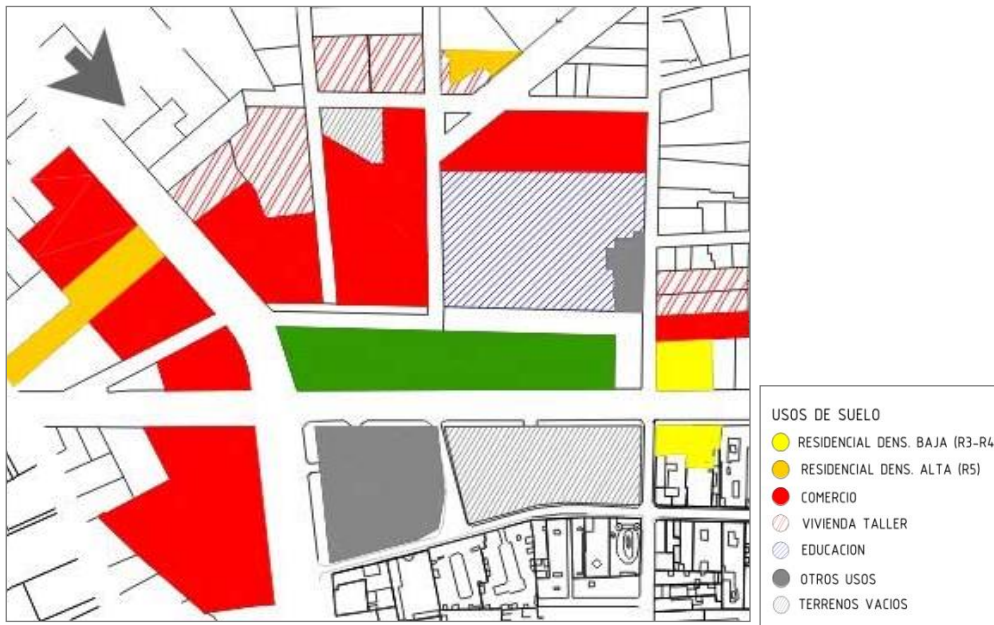 USOS DE SUELO
RESIDENCIAL DENS. BAJA (R3-R4
RESIDENCIAL DENS. ALTA (R5)
COMERCIO
VIVIENDA TALLER
EDUCACION
OTROS USOS
TERRENOS VACIOS